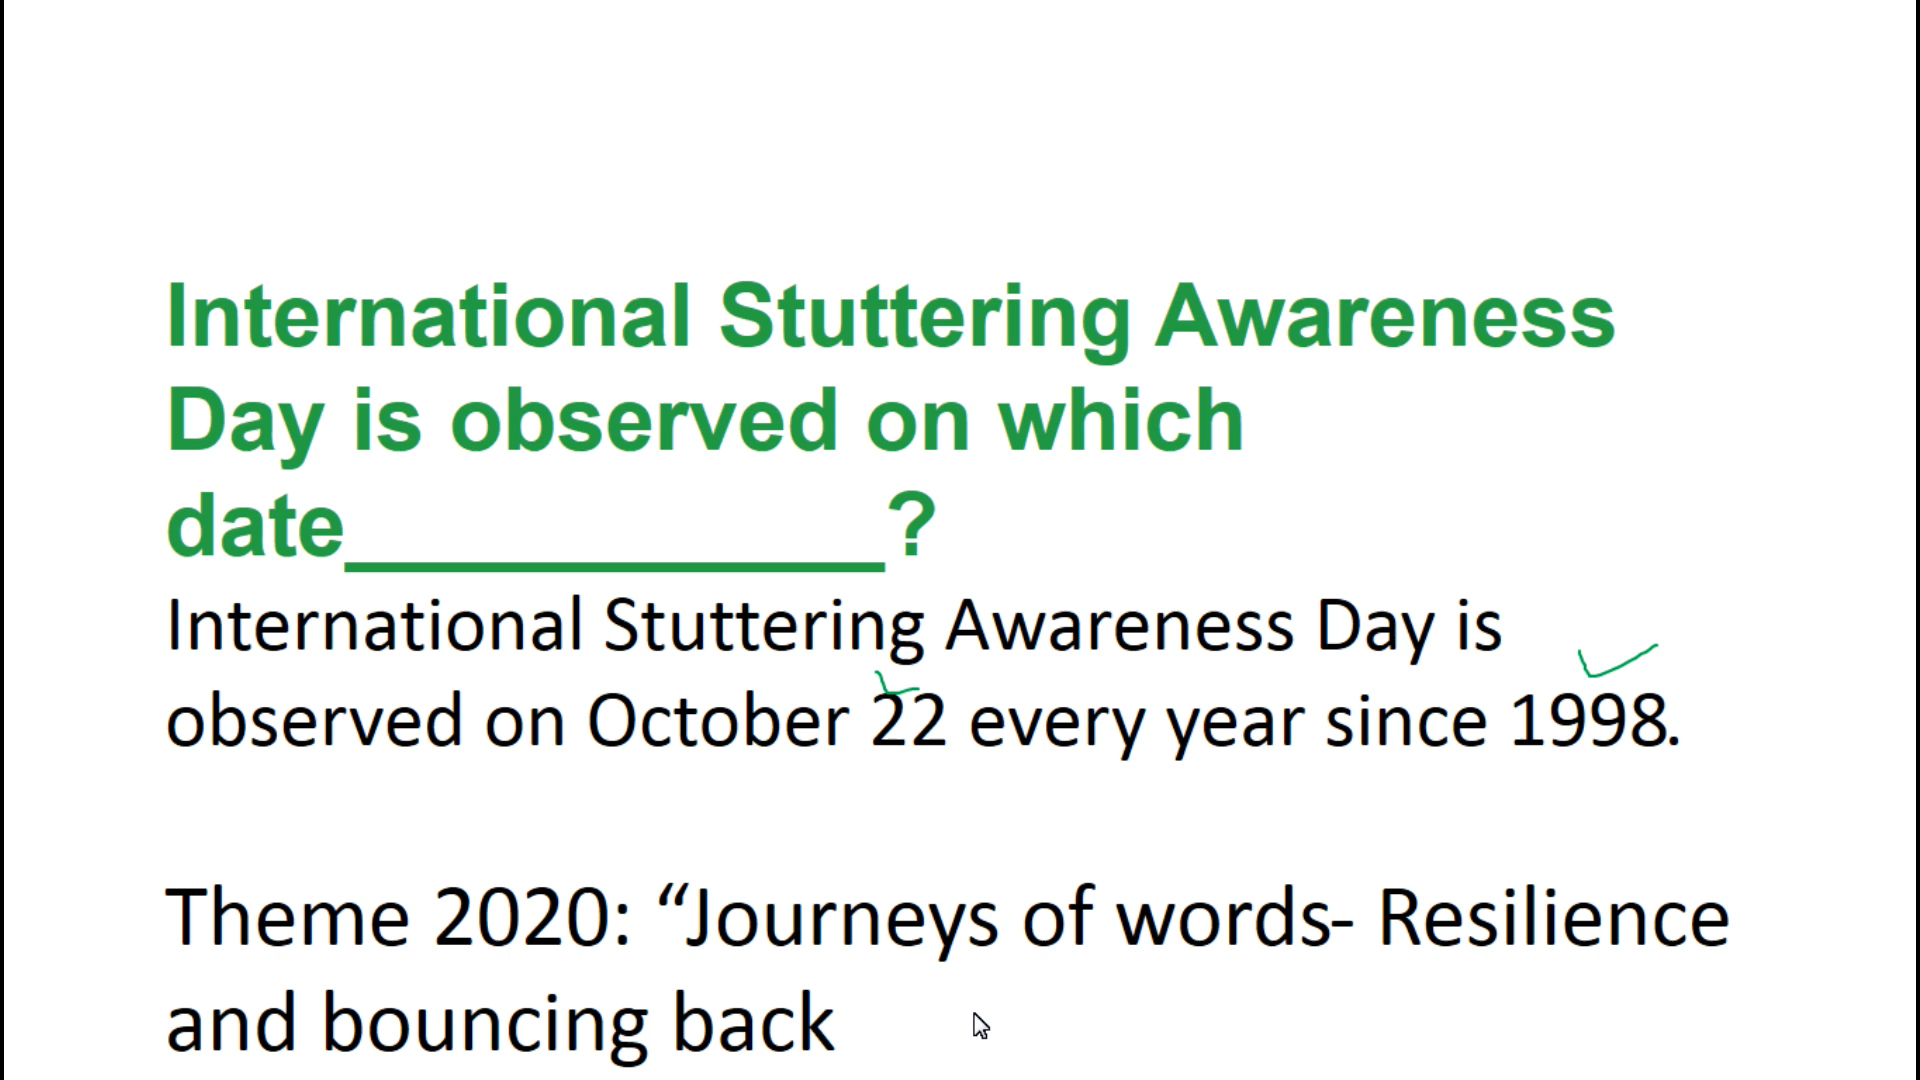 International Stuttering Awareness
Day is observed on which
date____________?
International Stuttering Awareness Day is
observed on October 22 every year since 1998.
Theme 2020: “Journeys of words- Resilience
and bouncing back